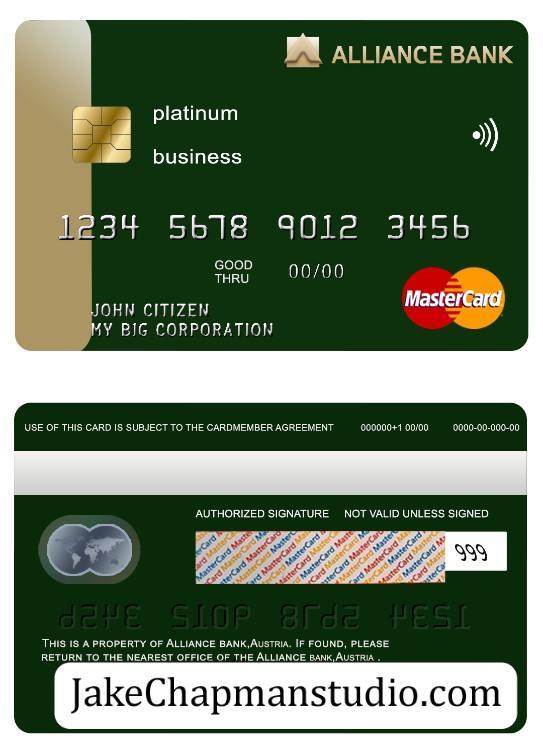 ALLIANCE BANK
platinum
business
1234 5678 9012 3456
GOOD
THRU
00/00
JOHN CITIZEN
MY BIG CORPORATION
MasterCard
USE OF THIS CARD IS SUBJECT TO THE CARDMEMBER AGREEMENT 000000+1 00/00 0000-00-000-00
AUTHORIZED SIGNATURE NOT VALID UNLESS SIGNED
MasterCard MasterCard MasterCard
999
THIS IS A PROPERTY OF ALLIANCE BANK,AUSTRIA. IF FOUND, PLEASE
RETURN TO THE NEAREST OFFICE OF THE ALLIANCE BANK,AUSTRIA .
JakeChapmanstudio.com